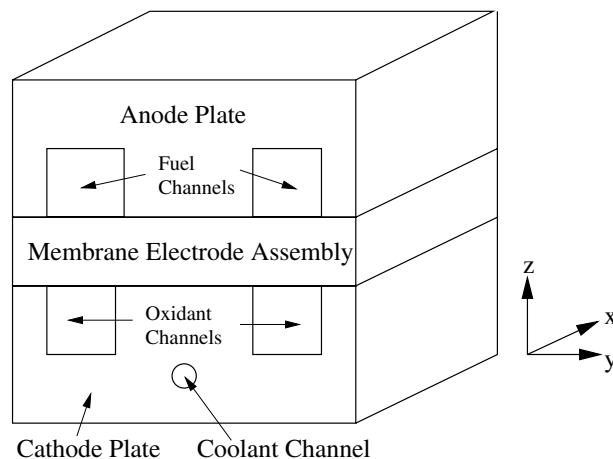 Anode Plate
Fuel
Channels
Membrane Electrode Assembly
Oxidant
Channels
z
x
y
Cathode Plate
Coolant Channel